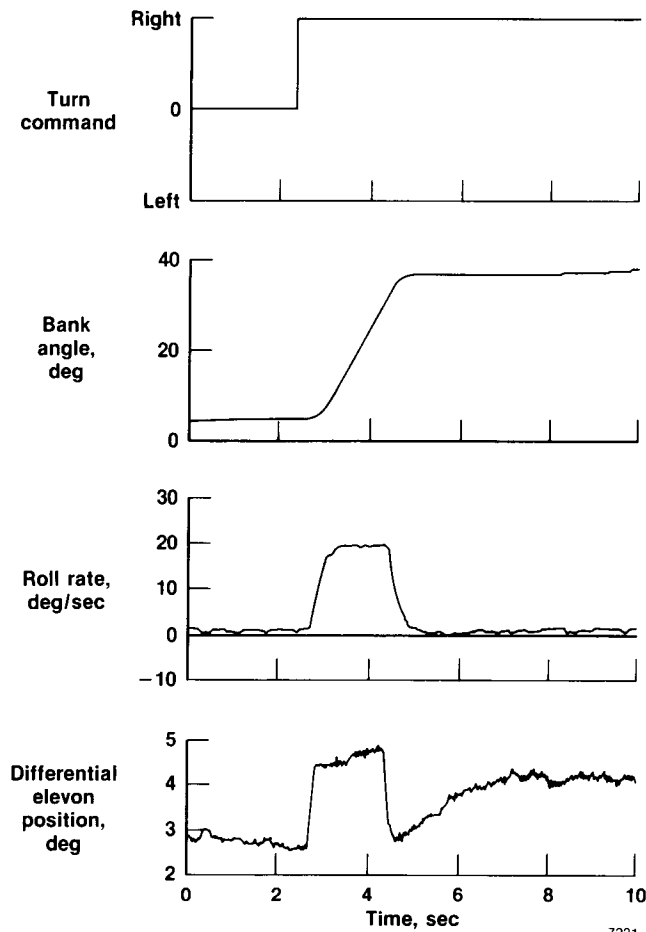 Right
Turn
command
0
Left
40
Bank
angle,
deg
20
0
30
20
Roll rate,
deg/sec
10
0
−10
5
Differential
elevon
position,
deg
4
3
2
0 2 4 6 8 10
Time, sec